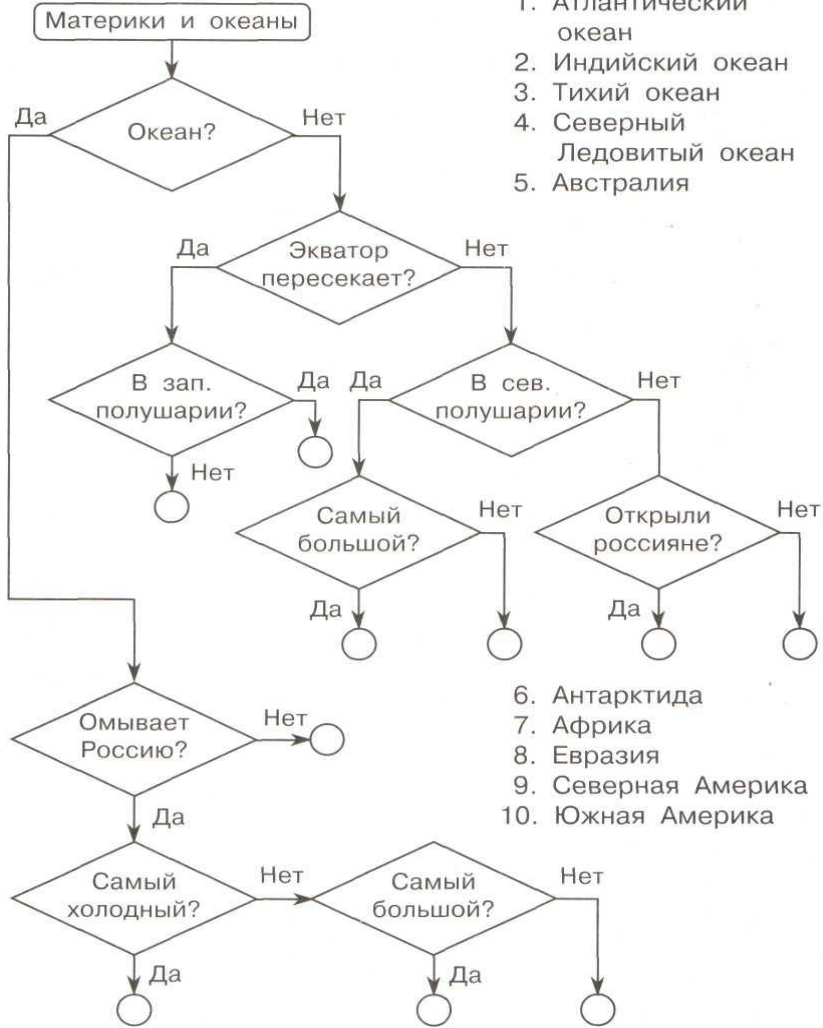 Материки и океаны
1. Атлантический
океан
2. Индийский океан
3. Тихий океан
4. Северный
Ледовитый океан
5. Австралия
Да
Океан?
Нет
Да
Экватор
пересекает?
Нет
В зап.
полушарии?
Да
Нет
Да
В сев.
полушарии?
Нет
Самый
большой?
Нет
Да
Открыли
россияне?
Нет
Да
Омывает
Россию?
Нет
Да
6. Антарктида
7. Африка
8. Евразия
9. Северная Америка
10. Южная Америка
Самый
холодный?
Нет
Да
Самый
большой?
Нет
Да